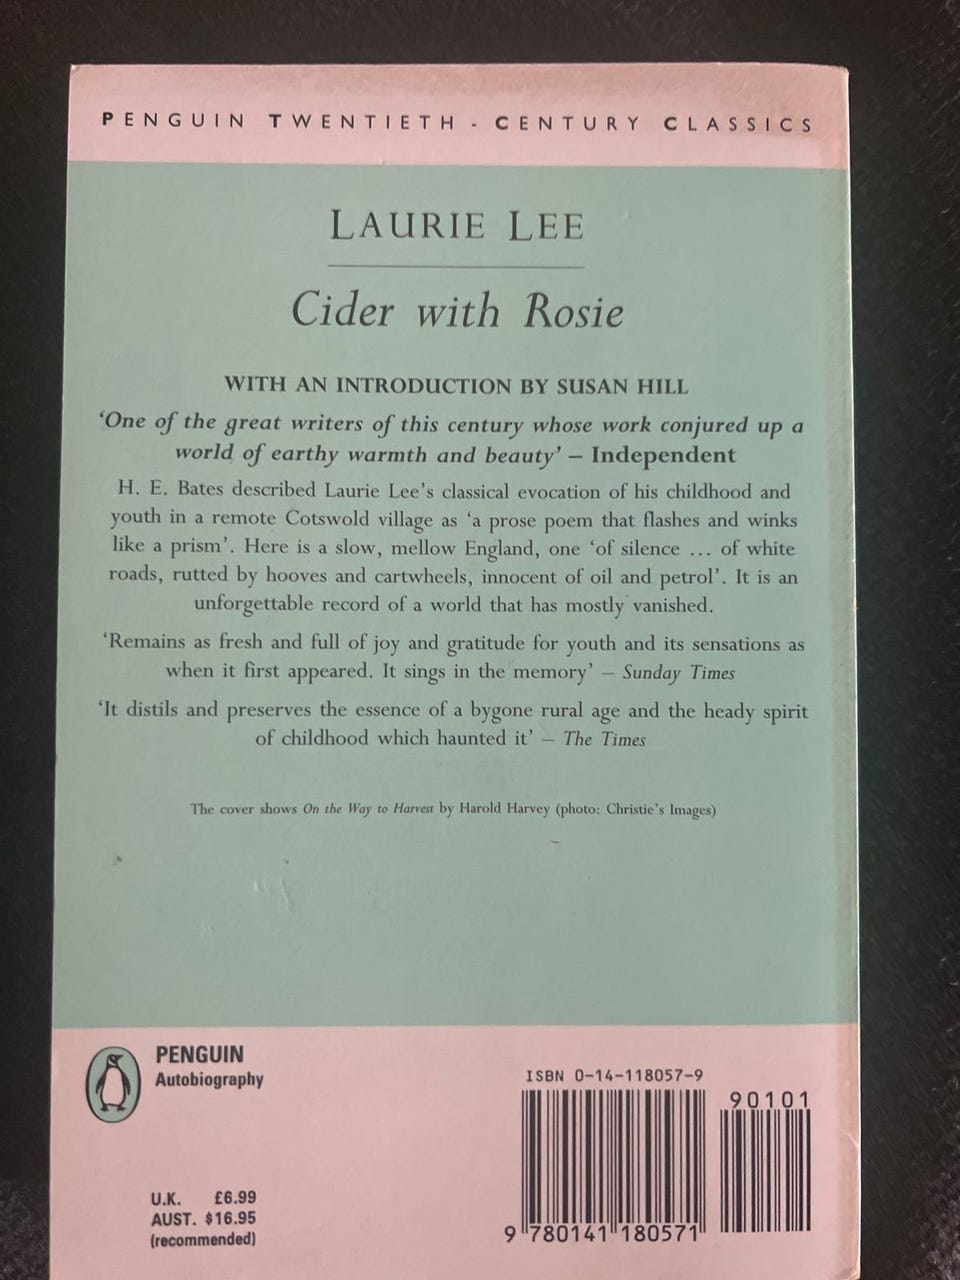 PENGUIN TWENTIETH-CENTURY CLASSICS
LAURIE LEE
Cider with Rosie
WITH AN INTRODUCTION BY SUSAN HILL
‘One of the great writers of this century whose work conjured up a
world of earthy warmth and beauty’ – Independent
H. E. Bates described Laurie Lee’s classical evocation of his childhood and
youth in a remote Cotswold village as ‘a prose poem that flashes and winks
like a prism’. Here is a slow, mellow England, one ‘of silence ... of white
roads, rutted by hooves and cartwheels, innocent of oil and petrol’. It is an
unforgettable record of a world that has mostly vanished.
‘Remains as fresh and full of joy and gratitude for youth and its sensations as
when it first appeared. It sings in the memory’ – Sunday Times
‘It distils and preserves the essence of a bygone rural age and the heady spirit
of childhood which haunted it’ – The Times
The cover shows On the Way to Harvest by Harold Harvey (photo: Christie’s Images)
PENGUIN
Autobiography
U.K. £6.99
AUST. $16.95
(recommended)
ISBN 0-14-118057-9
90101
9 780141 180571